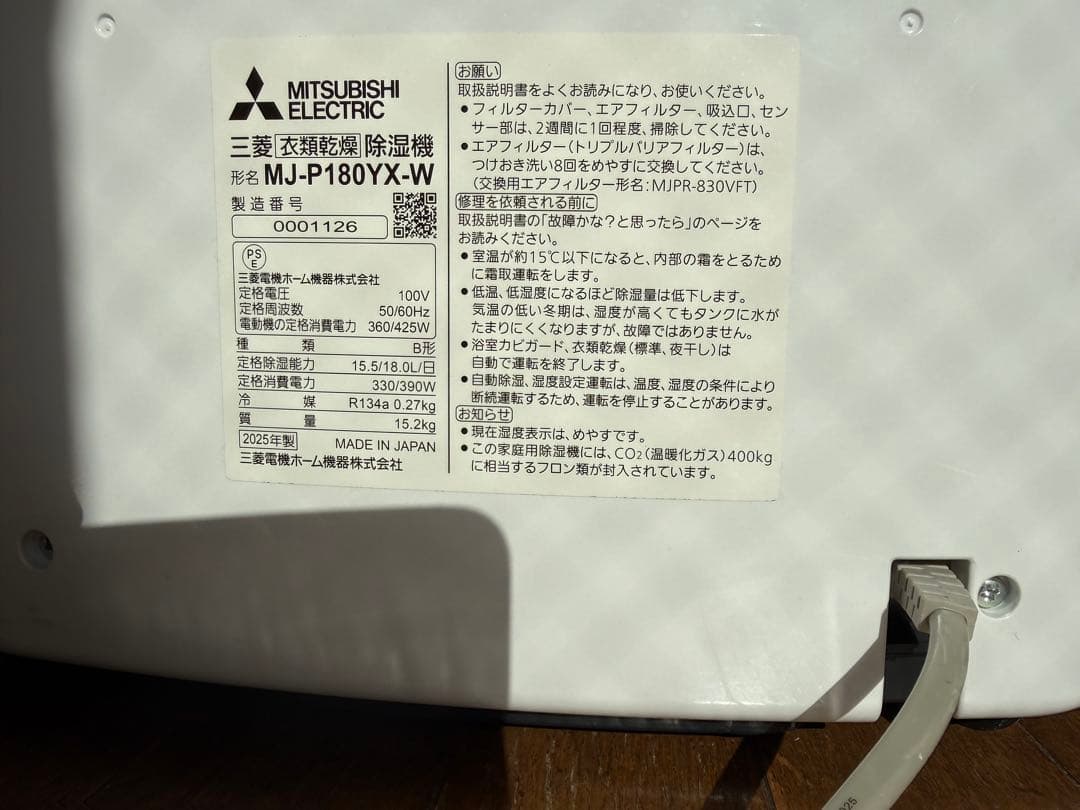 MITSUBISHI
ELECTRIC
三菱 衣類乾燥 除湿機
形名 MJ-P180YX-W
製造番号
0001126
PS
E
三菱電機ホーム機器株式会社
定格電圧 100V
定格周波数 50/60Hz
電動機の定格消費電力 360/425W
種類 B形
定格除湿能力 15.5/18.0L/日
定格消費電力 330/390W
冷媒 R134a 0.27kg
質量 15.2kg
2025年製 MADE IN JAPAN
三菱電機ホーム機器株式会社
お願い
取扱説明書をよくお読みになり、お使いください。
●フィルターカバー、エアフィルター、吸込口、セン
サー部は、2週間に1回程度、掃除してください。
●エアフィルター(トリプルバリアフィルター)は、
つけおき洗い8回をめやすに交換してください。
(交換用エアフィルター形名:MJPR-830VFT)
修理を依頼される前に
取扱説明書の「故障かな?と思ったら」のページを
お読みください。
●室温が約15℃以下になると、内部の霜をとるため
に霜取運転をします。
●低温、低湿度になるほど除湿量は低下します。
気温の低い冬期は、湿度が高くてもタンクに水が
たまりにくくなりますが、故障ではありません。
●浴室カビガード、衣類乾燥(標準、夜干し)は
自動で運転を終了します。
●自動除湿、湿度設定運転は、温度、湿度の条件により
断続運転するため、運転を停止することがあります。
お知らせ
●現在湿度表示は、めやすです。
●この家庭用除湿機には、CO2(温暖化ガス)400kg
に相当するフロン類が封入されています。
025